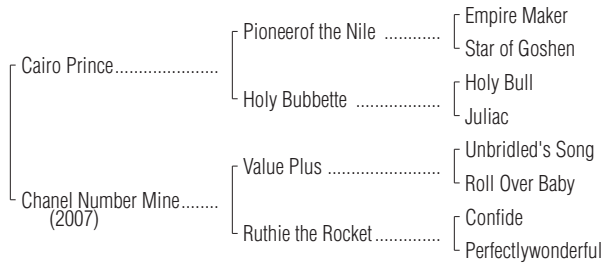 Empire Maker
Pioneerof the Nile ............
Star of Goshen
Cairo Prince......................
Holy Bull
Holy Bubbette ..................
Juliac
Unbridled's Song
Value Plus .....................
Roll Over Baby
Chanel Number Mine........
(2007)
Confide
Ruthie the Rocket..............
Perfectlywonderful